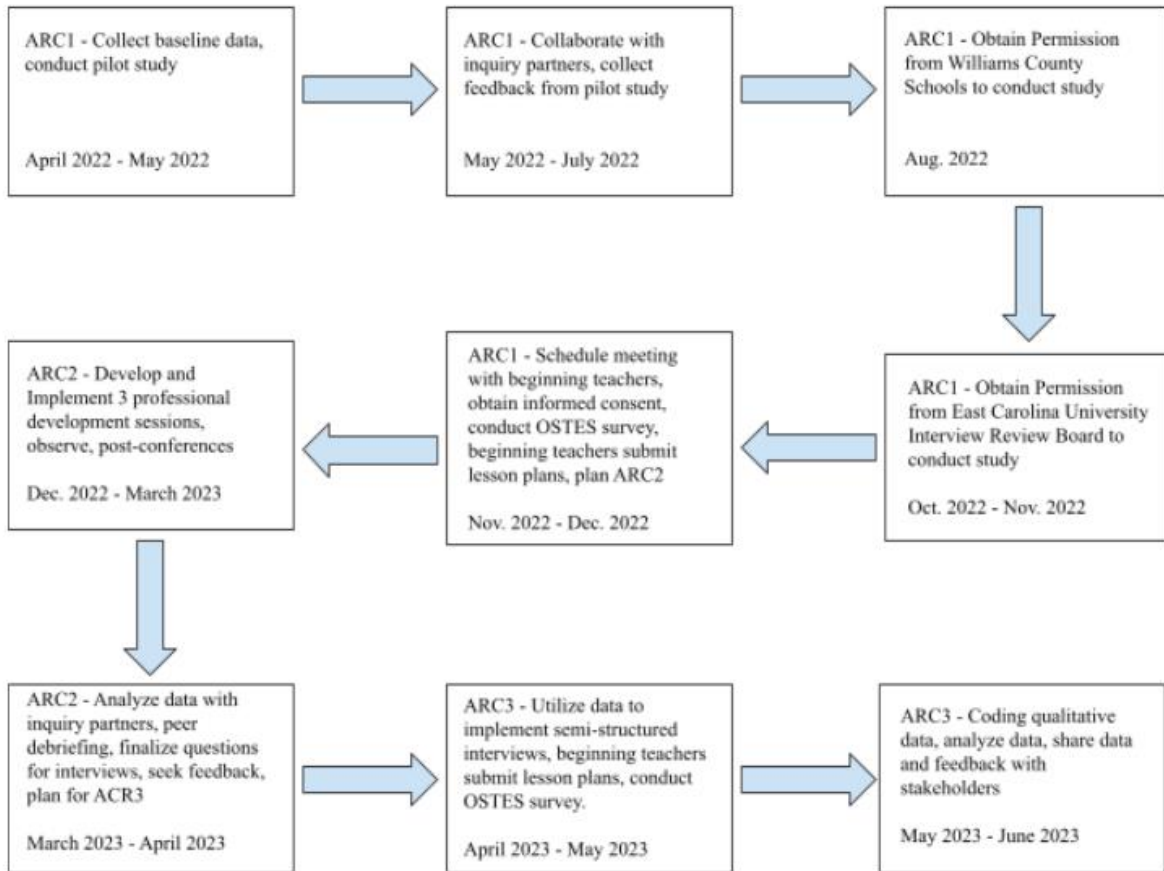 ARC1 - Collect baseline data,
conduct pilot study
April 2022 - May 2022
ARC1 - Collaborate with
inquiry partners, collect
feedback from pilot study
May 2022 - July 2022
ARC1 - Obtain Permission
from Williams County
Schools to conduct study
Aug. 2022
ARC1 - Obtain Permission
from East Carolina University
Interview Review Board to
conduct study
Oct. 2022 - Nov. 2022
ARC1 - Schedule meeting
with beginning teachers,
obtain informed consent,
conduct OSTES survey,
beginning teachers submit
lesson plans, plan ARC2
Nov. 2022 - Dec. 2022
ARC2 - Develop and
Implement 3 professional
development sessions,
observe, post-conferences
Dec. 2022 - March 2023
ARC2 - Analyze data with
inquiry partners, peer
debriefing, finalize questions
for interviews, seek feedback,
plan for ACR3
March 2023 - April 2023
ARC3 - Utilize data to
implement semi-structured
interviews, beginning teachers
submit lesson plans, conduct
OSTES survey.
April 2023 - May 2023
ARC3 - Coding qualitative
data, analyze data, share data
and feedback with
stakeholders
May 2023 - June 2023